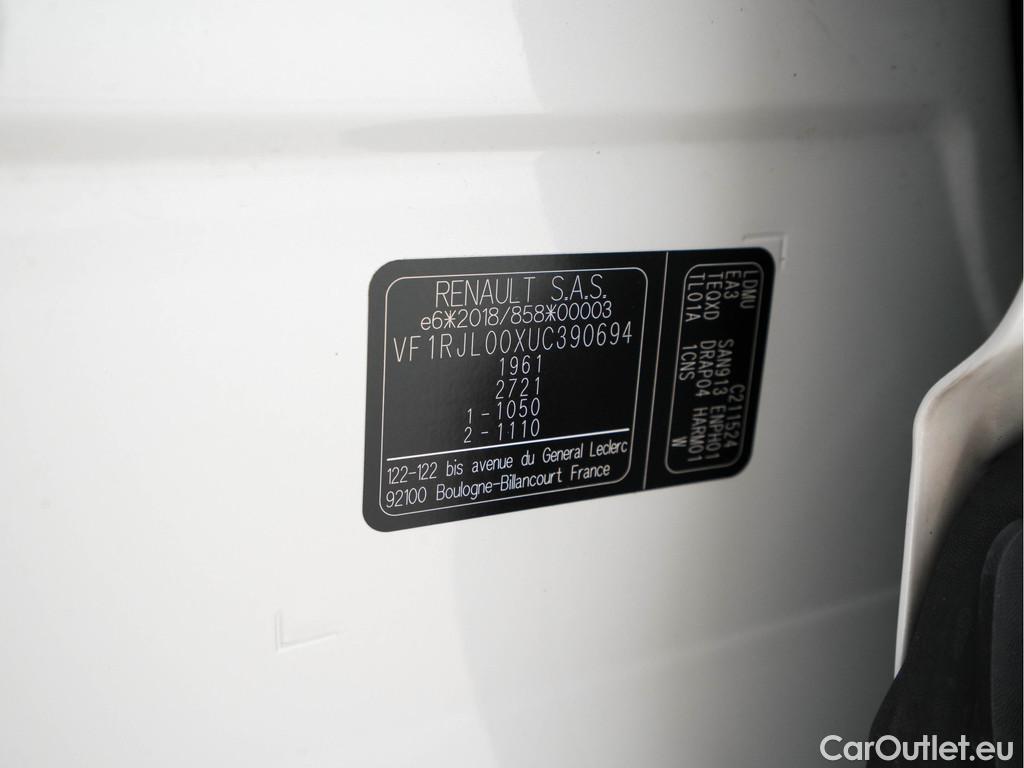 RENAULT S.A.S.
e6*2018/858*00003
VF1RJL00XUC390694
1961
2721
1-1050
2-1110
122-122 bis avenue du General Leclerc
92100 Boulogne-Billancourt France
LDMU C211524
EA3 SAN913 ENPH01
TEQXD DRAP04 HARM01
TL01A 1CNS W
CarOutlet.eu